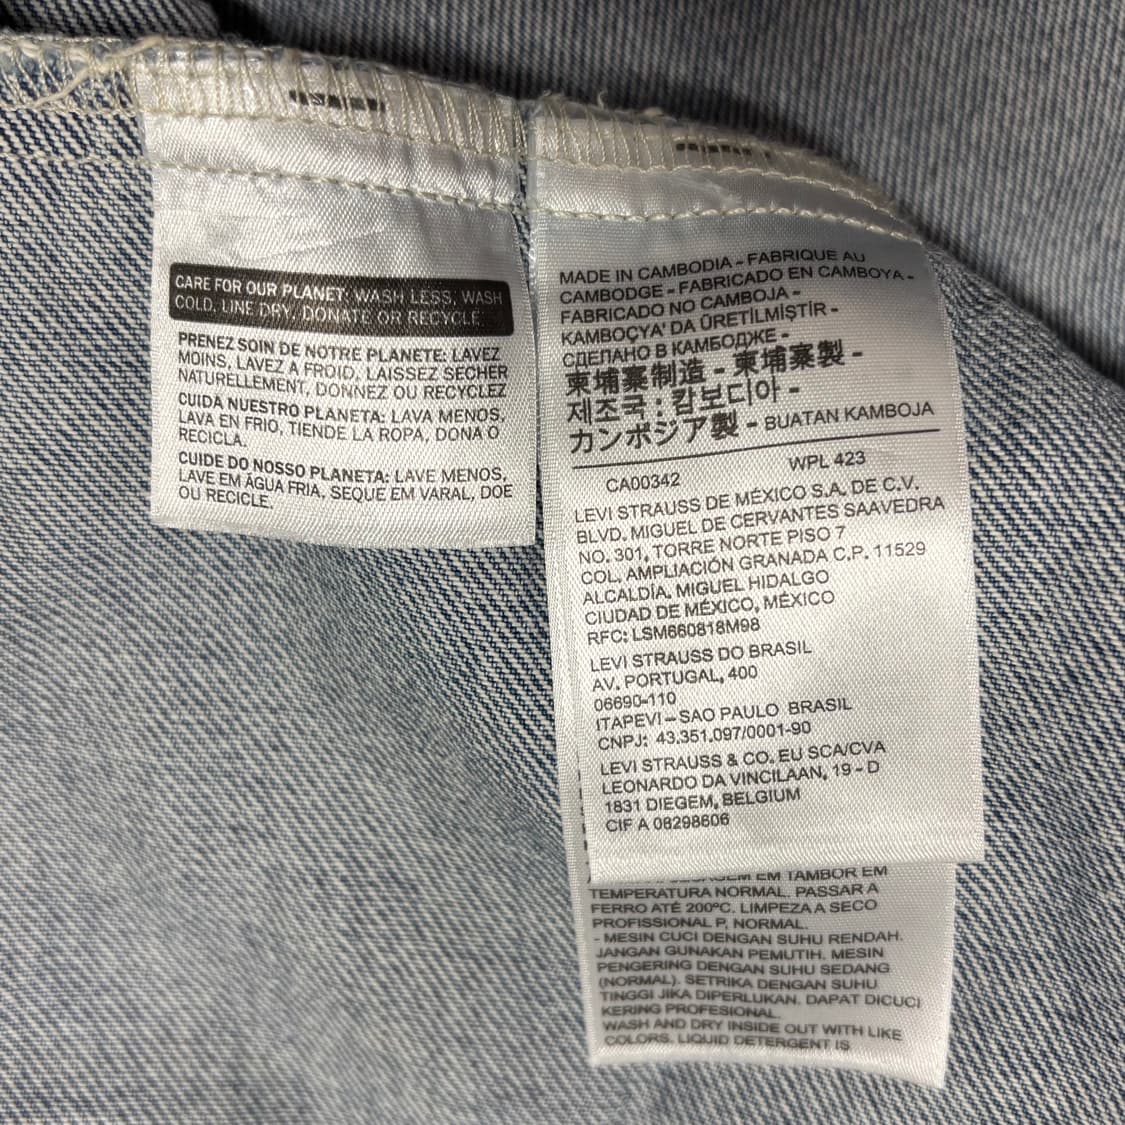 CARE FOR OUR PLANET: WASH LESS, WASH
COLD, LINE DRY, DONATE OR RECYCLE
PRENEZ SOIN DE NOTRE PLANETE: LAVEZ
MOINS, LAVEZ A FROID, LAISSEZ SECHER
NATURELLEMENT, DONNEZ OU RECYCLEZ
CUIDA NUESTRO PLANETA: LAVA MENOS,
LAVA EN FRIO, TIENDE LA ROPA, DONA O
RECICLA.
CUIDE DO NOSSO PLANETA: LAVE MENOS,
LAVE EM ÁGUA FRIA, SEQUE EM VARAL, DOE
OU RECICLE.
MADE IN CAMBODIA - FABRIQUE AU
CAMBODGE - FABRICADO EN CAMBOYA -
FABRICADO NO CAMBOJA -
KAMBOÇYA' DA ÜRETİLMİŞTİR -
СДЕЛАНО В КАМБОДЖЕ -
柬埔寨制造 - 東埔寨製 -
제조국 : 캄보디아 -
カンボジア製 - BUATAN KAMBOJA
CA00342 WPL 423
LEVI STRAUSS DE MÉXICO S.A. DE C.V.
BLVD. MIGUEL DE CERVANTES SAAVEDRA
NO. 301, TORRE NORTE PISO 7
COL. AMPLIACIÓN GRANADA C.P. 11529
ALCALDÍA. MIGUEL HIDALGO
CIUDAD DE MÉXICO, MÉXICO
RFC: LSM660818M98
LEVI STRAUSS DO BRASIL
AV. PORTUGAL, 400
06690-110
ITAPEVI – SAO PAULO BRASIL
CNPJ: 43.351.097/0001-90
LEVI STRAUSS & CO. EU SCA/CVA
LEONARDO DA VINCILAAN, 19 - D
1831 DIEGEM, BELGIUM
CIF A 08298606
EM TAMBOR EM
TEMPERATURA NORMAL. PASSAR A
FERRO ATÉ 200ºC. LIMPEZA A SECO
PROFISSIONAL P, NORMAL.
- MESIN CUCI DENGAN SUHU RENDAH.
JANGAN GUNAKAN PEMUTIH. MESIN
PENGERING DENGAN SUHU SEDANG
(NORMAL). SETRIKA DENGAN SUHU
TINGGI JIKA DIPERLUKAN. DAPAT DICUCI
KERING PROFESIONAL.
WASH AND DRY INSIDE OUT WITH LIKE
COLORS. LIQUID DETERGENT IS